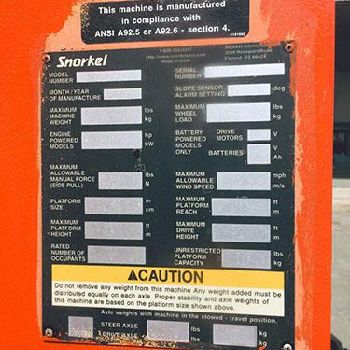 This machine is manufactured
in compliance with
ANSI A92.5 or A92.6 - section 4.
Snorkel
MODEL NUMBER
SERIAL NUMBER
MONTH / YEAR OF MANUFACTURE
SLOPE SENSOR ALARM SETTING deg
MAXIMUM MACHINE WEIGHT lbs kg
MAXIMUM WHEEL LOAD lbs kg
ENGINE POWERED MODELS hp kW
BATTERY POWERED MODELS ONLY
DRIVE MOTORS V
BATTERIES V Ah
MAXIMUM ALLOWABLE MANUAL FORCE (SIDE PULL) lbs N
MAXIMUM ALLOWABLE WIND SPEED mph m/s
PLATFORM SIZE in cm
MAXIMUM PLATFORM REACH ft m
MAXIMUM PLATFORM HEIGHT ft m
MAXIMUM DRIVE HEIGHT ft m
RATED NUMBER OF OCCUPANTS
UNRESTRICTED PLATFORM CAPACITY lbs kg
CAUTION
Do not remove any weight from this machine Any weight added must be
distributed equally on each axle. Proper stability and axle weights of
this machine are based on the platform size shown above.
Axle weights with machine in the stowed - travel position.
STEER AXLE lbs kg
DRIVE AXLE lbs kg